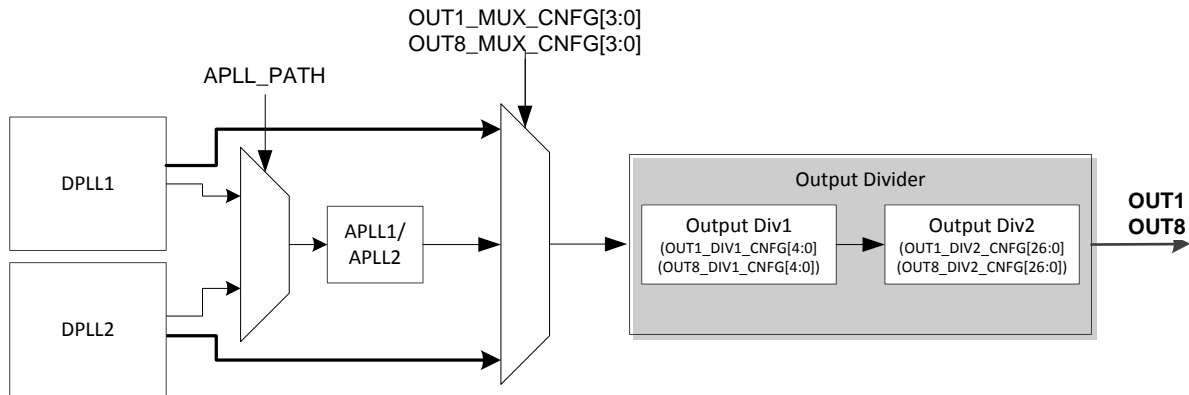 OUT1_MUX_CNFG[3:0]
OUT8_MUX_CNFG[3:0]
APLL_PATH
DPLL1
DPLL2
APLL1/
APLL2
Output Divider
Output Div1
(OUT1_DIV1_CNFG[4:0]
(OUT8_DIV1_CNFG[4:0])
Output Div2
(OUT1_DIV2_CNFG[26:0]
(OUT8_DIV2_CNFG[26:0])
OUT1
OUT8